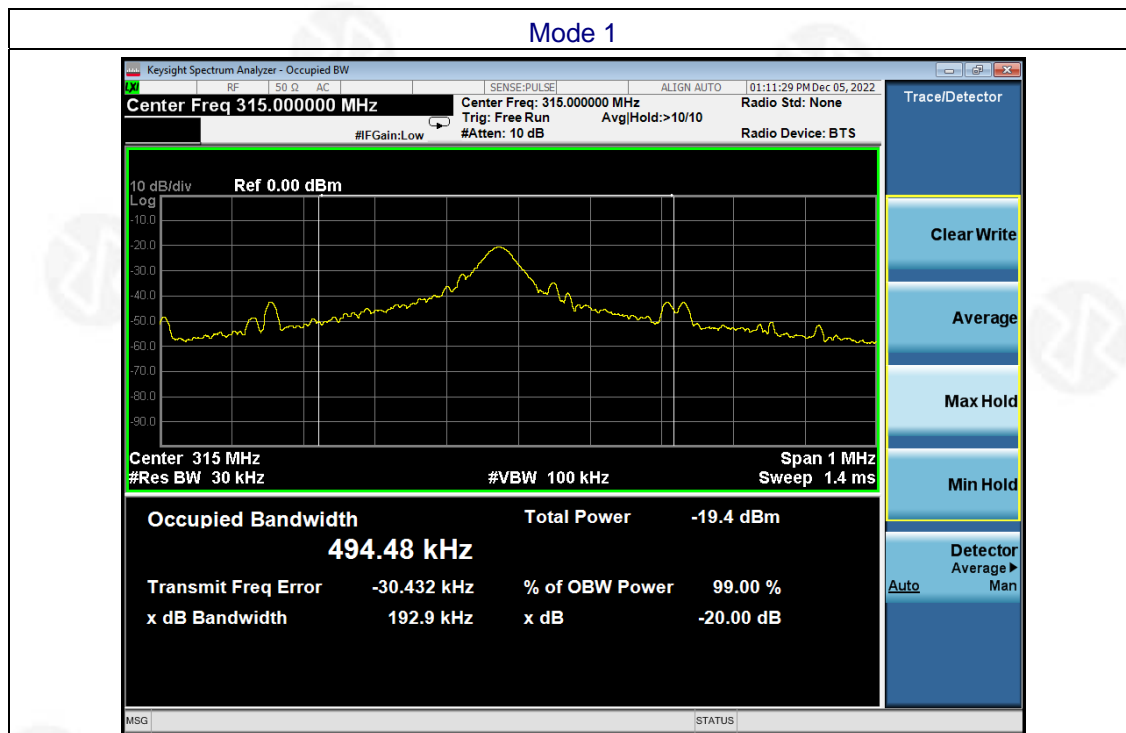 Mode 1
Keysight Spectrum Analyzer - Occupied BW
LXI RF 50 Ω AC SENSE:PULSE ALIGN AUTO 01:11:29 PM Dec 05, 2022
Center Freq 315.000000 MHz
Center Freq: 315.000000 MHz Radio Std: None
Trig: Free Run Avg|Hold:>10/10
#IFGain:Low #Atten: 10 dB Radio Device: BTS
10 dB/div Ref 0.00 dBm
Log
-10.0
-20.0
-30.0
-40.0
-50.0
-60.0
-70.0
-80.0
-90.0
Center 315 MHz Span 1 MHz
#Res BW 30 kHz #VBW 100 kHz Sweep 1.4 ms
Occupied Bandwidth Total Power -19.4 dBm
494.48 kHz
Transmit Freq Error -30.432 kHz % of OBW Power 99.00 %
x dB Bandwidth 192.9 kHz x dB -20.00 dB
MSG STATUS
Trace/Detector
Clear Write
Average
Max Hold
Min Hold
Detector
Average
Auto Man